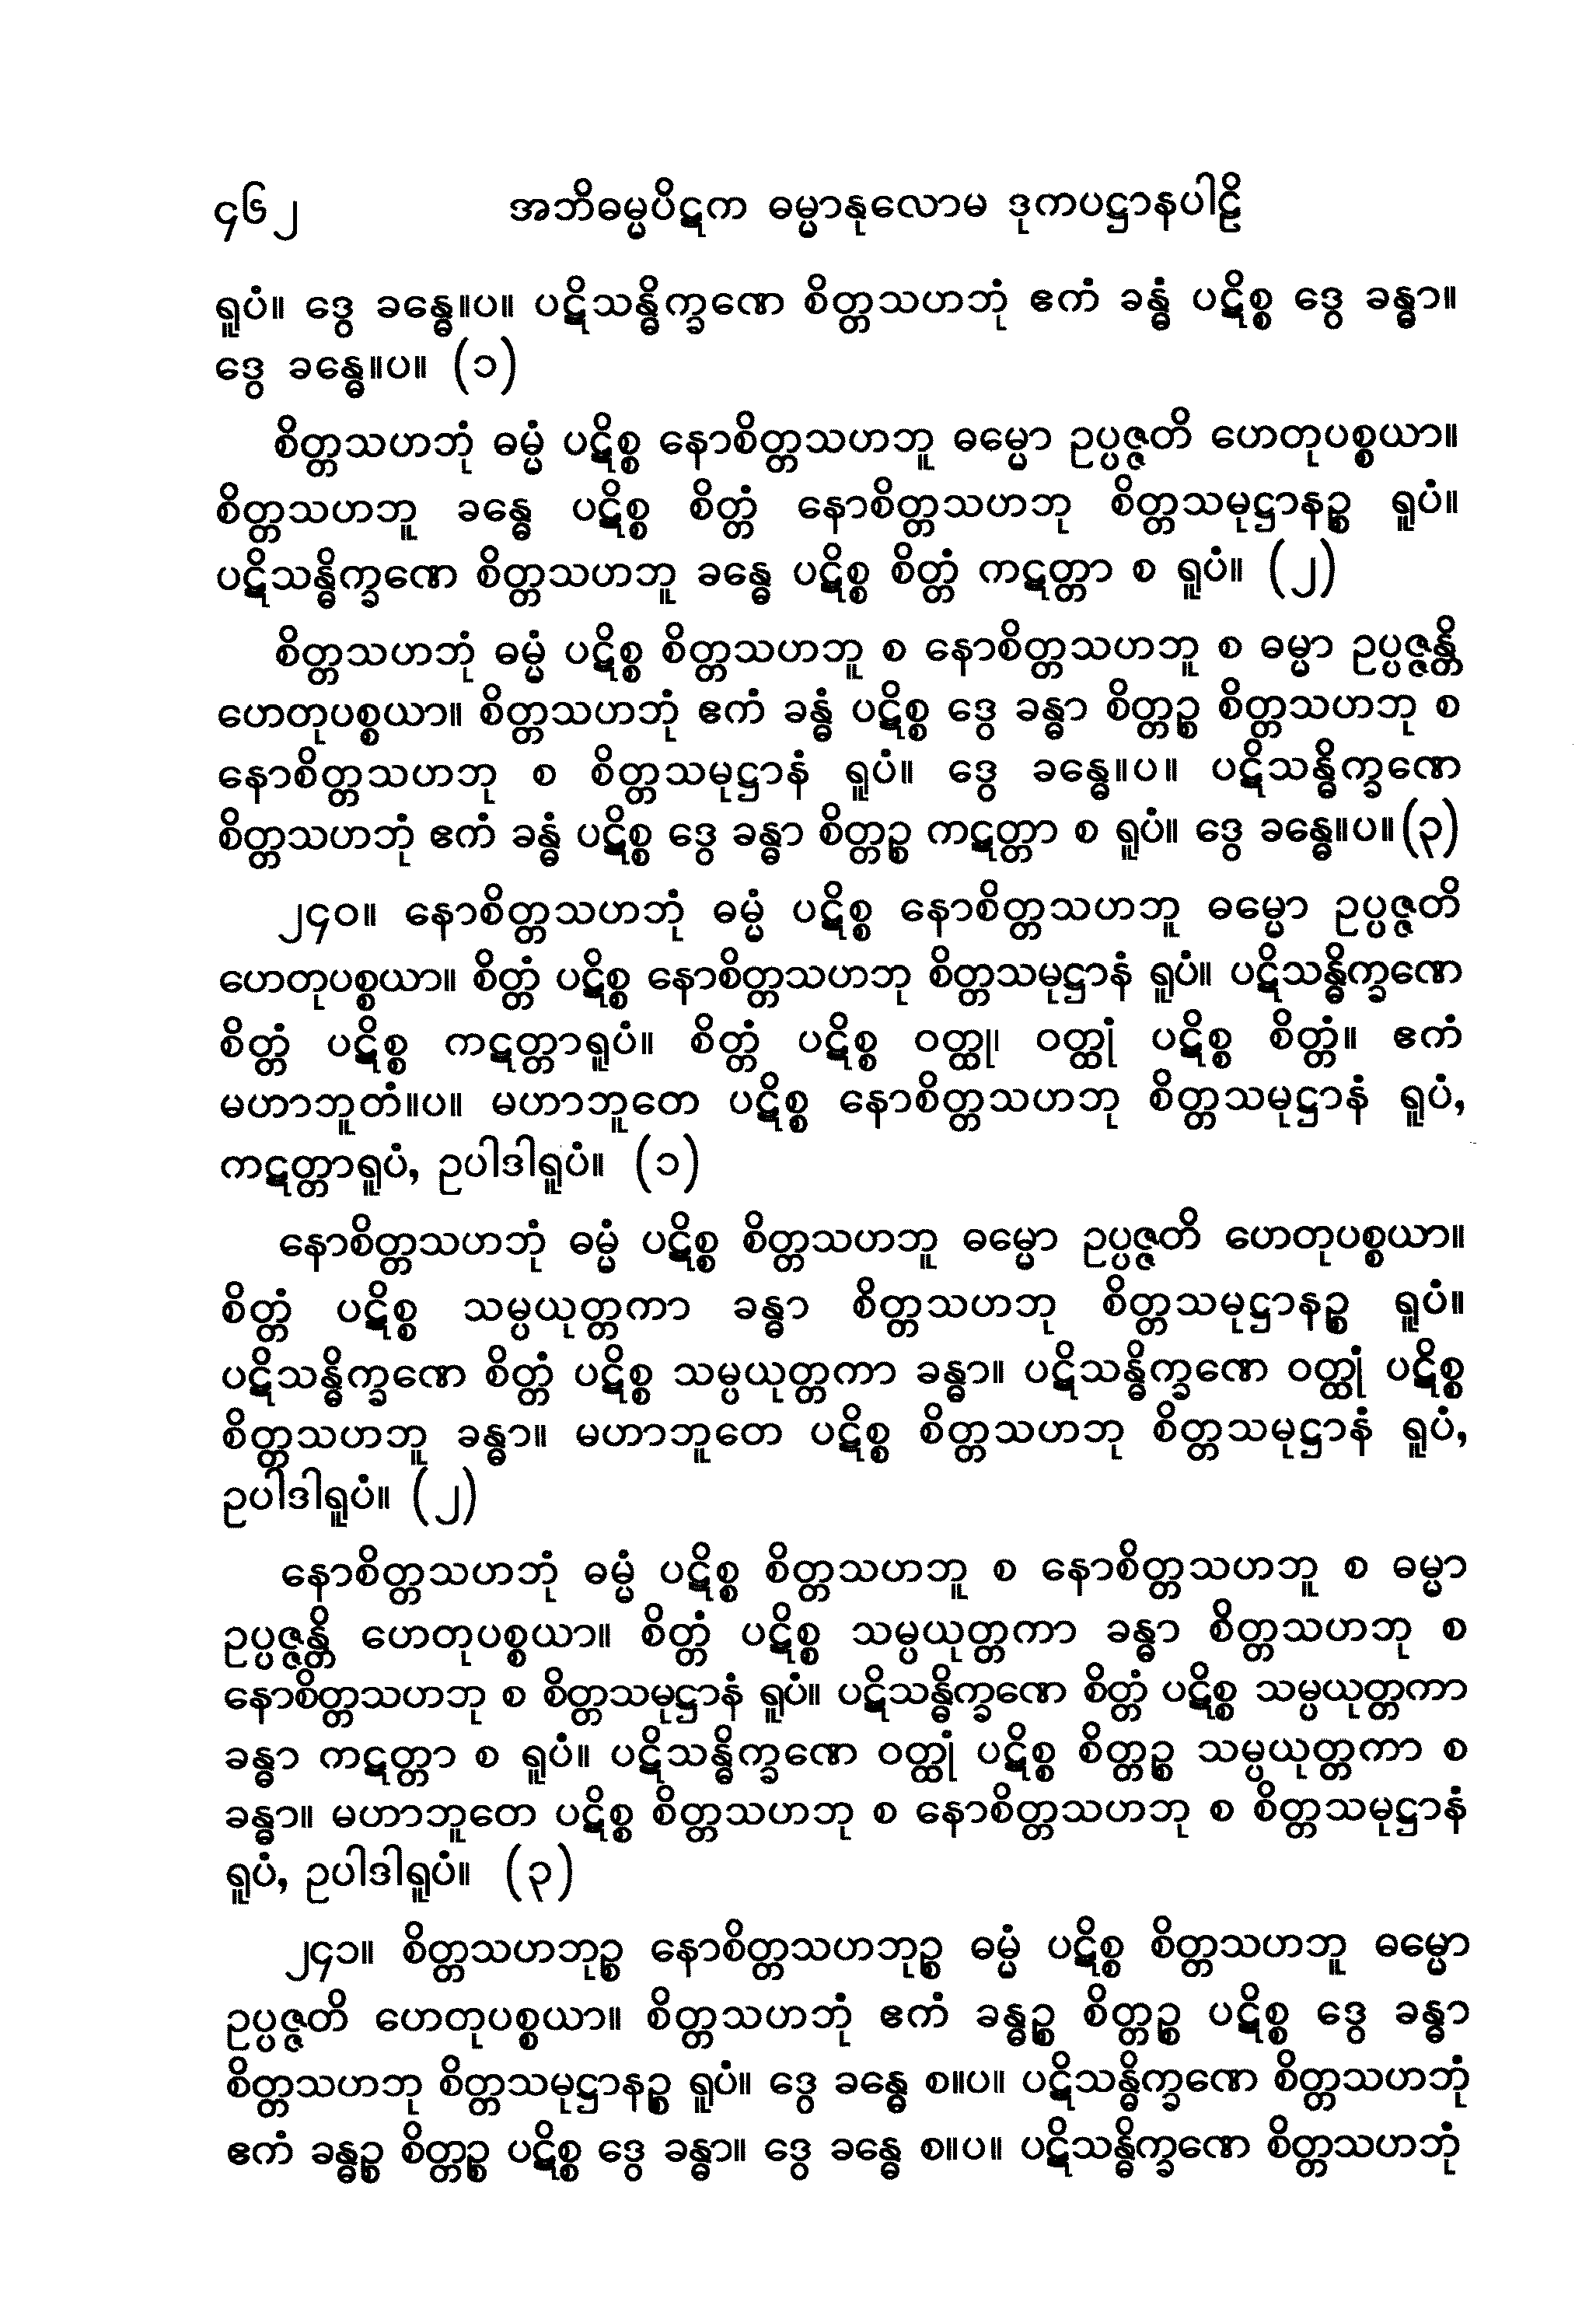 ၄၆၂ အဘိဓမ္မပိဋက ဓမ္မာနုလောမ ဒုကပဋ္ဌာနပါဠိ
ရူပံ။ ဒွေ ခန္ဓေ။ပ။ ပဋိသန္ဓိက္ခဏေ စိတ္တသဟဘုံ ဧကံ ခန္ဓံ ပဋိစ္စ ဒွေ ခန္ဓာ။
ဒွေ ခန္ဓေ။ပ။ (၁)
စိတ္တသဟဘုံ ဓမ္မံ ပဋိစ္စ နောစိတ္တသဟဘူ ဓမ္မော ဥပ္ပဇ္ဇတိ ဟေတုပစ္စယာ။
စိတ္တသဟဘူ ခန္ဓေ ပဋိစ္စ စိတ္တံ နောစိတ္တသဟဘု စိတ္တသမုဋ္ဌာနဉ္စ ရူပံ။
ပဋိသန္ဓိက္ခဏေ စိတ္တသဟဘူ ခန္ဓေ ပဋိစ္စ စိတ္တံ ကဋတ္တာ စ ရူပံ။ (၂)
စိတ္တသဟဘုံ ဓမ္မံ ပဋိစ္စ စိတ္တသဟဘူ စ နောစိတ္တသဟဘူ စ ဓမ္မာ ဥပ္ပဇ္ဇန္တိ
ဟေတုပစ္စယာ။ စိတ္တသဟဘုံ ဧကံ ခန္ဓံ ပဋိစ္စ ဒွေ ခန္ဓာ စိတ္တဉ္စ စိတ္တသဟဘု စ
နောစိတ္တသဟဘု စ စိတ္တသမုဋ္ဌာနံ ရူပံ။ ဒွေ ခန္ဓေ။ပ။ ပဋိသန္ဓိက္ခဏေ
စိတ္တသဟဘုံ ဧကံ ခန္ဓံ ပဋိစ္စ ဒွေ ခန္ဓာ စိတ္တဉ္စ ကဋတ္တာ စ ရူပံ။ ဒွေ ခန္ဓေ။ပ။(၃)
၂၄၀။ နောစိတ္တသဟဘုံ ဓမ္မံ ပဋိစ္စ နောစိတ္တသဟဘူ ဓမ္မော ဥပ္ပဇ္ဇတိ
ဟေတုပစ္စယာ။ စိတ္တံ ပဋိစ္စ နောစိတ္တသဟဘု စိတ္တသမုဋ္ဌာနံ ရူပံ။ ပဋိသန္ဓိက္ခဏေ
စိတ္တံ ပဋိစ္စ ကဋတ္တာရူပံ။ စိတ္တံ ပဋိစ္စ ဝတ္ထု၊ ဝတ္ထုံ ပဋိစ္စ စိတ္တံ။ ဧကံ
မဟာဘူတံ။ပ။ မဟာဘူတေ ပဋိစ္စ နောစိတ္တသဟဘု စိတ္တသမုဋ္ဌာနံ ရူပံ,
ကဋတ္တာရူပံ, ဥပါဒါရူပံ။ (၁)
နောစိတ္တသဟဘုံ ဓမ္မံ ပဋိစ္စ စိတ္တသဟဘူ ဓမ္မော ဥပ္ပဇ္ဇတိ ဟေတုပစ္စယာ။
စိတ္တံ ပဋိစ္စ သမ္ပယုတ္တကာ ခန္ဓာ စိတ္တသဟဘု စိတ္တသမုဋ္ဌာနဉ္စ ရူပံ။
ပဋိသန္ဓိက္ခဏေ စိတ္တံ ပဋိစ္စ သမ္ပယုတ္တကာ ခန္ဓာ။ ပဋိသန္ဓိက္ခဏေ ဝတ္ထုံ ပဋိစ္စ
စိတ္တသဟဘူ ခန္ဓာ။ မဟာဘူတေ ပဋိစ္စ စိတ္တသဟဘု စိတ္တသမုဋ္ဌာနံ ရူပံ,
ဥပါဒါရူပံ။ (၂)
နောစိတ္တသဟဘုံ ဓမ္မံ ပဋိစ္စ စိတ္တသဟဘူ စ နောစိတ္တသဟဘူ စ ဓမ္မာ
ဥပ္ပဇ္ဇန္တိ ဟေတုပစ္စယာ။ စိတ္တံ ပဋိစ္စ သမ္ပယုတ္တကာ ခန္ဓာ စိတ္တသဟဘု စ
နောစိတ္တသဟဘု စ စိတ္တသမုဋ္ဌာနံ ရူပံ။ ပဋိသန္ဓိက္ခဏေ စိတ္တံ ပဋိစ္စ သမ္ပယုတ္တကာ
ခန္ဓာ ကဋတ္တာ စ ရူပံ။ ပဋိသန္ဓိက္ခဏေ ဝတ္ထုံ ပဋိစ္စ စိတ္တဉ္စ သမ္ပယုတ္တကာ စ
ခန္ဓာ။ မဟာဘူတေ ပဋိစ္စ စိတ္တသဟဘု စ နောစိတ္တသဟဘု စ စိတ္တသမုဋ္ဌာနံ
ရူပံ, ဥပါဒါရူပံ။ (၃)
၂၄၁။ စိတ္တသဟဘုဉ္စ နောစိတ္တသဟဘုဉ္စ ဓမ္မံ ပဋိစ္စ စိတ္တသဟဘူ ဓမ္မော
ဥပ္ပဇ္ဇတိ ဟေတုပစ္စယာ။ စိတ္တသဟဘုံ ဧကံ ခန္ဓဉ္စ စိတ္တဉ္စ ပဋိစ္စ ဒွေ ခန္ဓာ
စိတ္တသဟဘု စိတ္တသမုဋ္ဌာနဉ္စ ရူပံ။ ဒွေ ခန္ဓေ စ။ပ။ ပဋိသန္ဓိက္ခဏေ စိတ္တသဟဘုံ
ဧကံ ခန္ဓဉ္စ စိတ္တဉ္စ ပဋိစ္စ ဒွေ ခန္ဓာ။ ဒွေ ခန္ဓေ စ။ပ။ ပဋိသန္ဓိက္ခဏေ စိတ္တသဟဘုံ